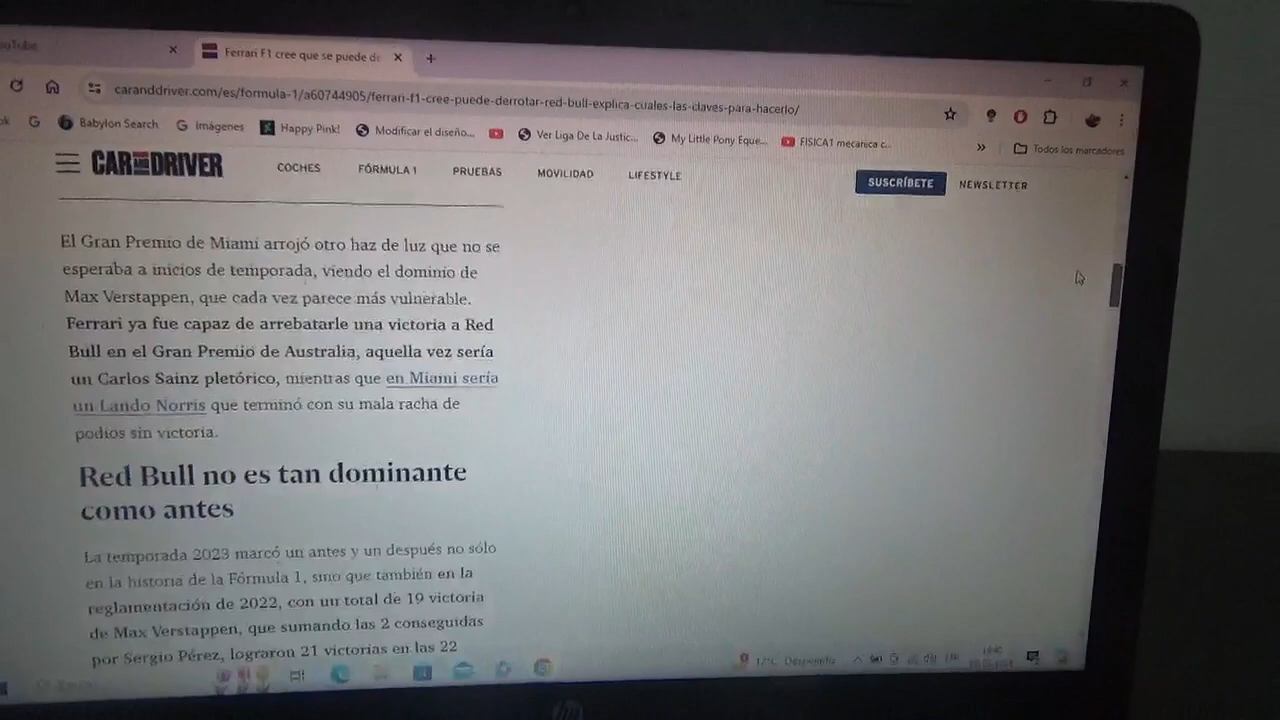 Ferrari F1 cree que se puede de
caranddriver.com/es/formula-1/a60744905/ferrari-f1-cree-puede-derrotar-red-bull-explica-cuales-las-claves-para-hacerlo/
Babylon Search Imágenes Happy Pink! Modificar el diseño... Ver Liga De La Justic... My Little Pony Eque... FISICA1 mecanica c... » Todos los marcadores
CAR AND DRIVER COCHES FÓRMULA 1 PRUEBAS MOVILIDAD LIFESTYLE SUSCRÍBETE NEWSLETTER
El Gran Premio de Miami arrojó otro haz de luz que no se
esperaba a inicios de temporada, viendo el dominio de
Max Verstappen, que cada vez parece más vulnerable.
Ferrari ya fue capaz de arrebatarle una victoria a Red
Bull en el Gran Premio de Australia, aquella vez sería
un Carlos Sainz pletórico, mientras que en Miami sería
un Lando Norris que terminó con su mala racha de
podios sin victoria.
Red Bull no es tan dominante
como antes
La temporada 2023 marcó un antes y un después no sólo
en la historia de la Fórmula 1, sino que también en la
reglamentación de 2022, con un total de 19 victoria
de Max Verstappen, que sumando las 2 conseguidas
por Sergio Pérez, lograron 21 victorias en las 22
hp